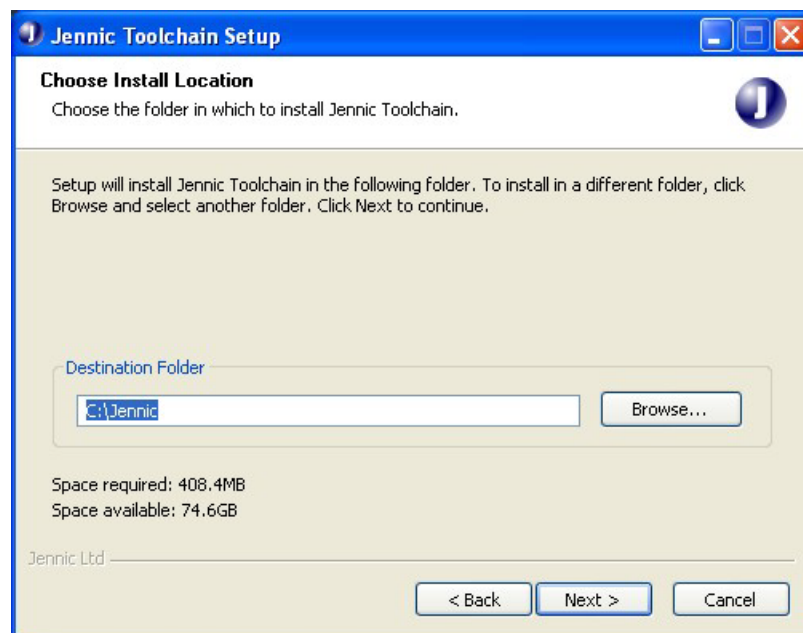 Jennic Toolchain Setup
Choose Install Location
Choose the folder in which to install Jennic Toolchain.
J
Setup will install Jennic Toolchain in the following folder. To install in a different folder, click
Browse and select another folder. Click Next to continue.
Destination Folder
C:\Jennic
Browse...
Space required: 408.4MB
Space available: 74.6GB
Jennic Ltd
< Back
Next >
Cancel